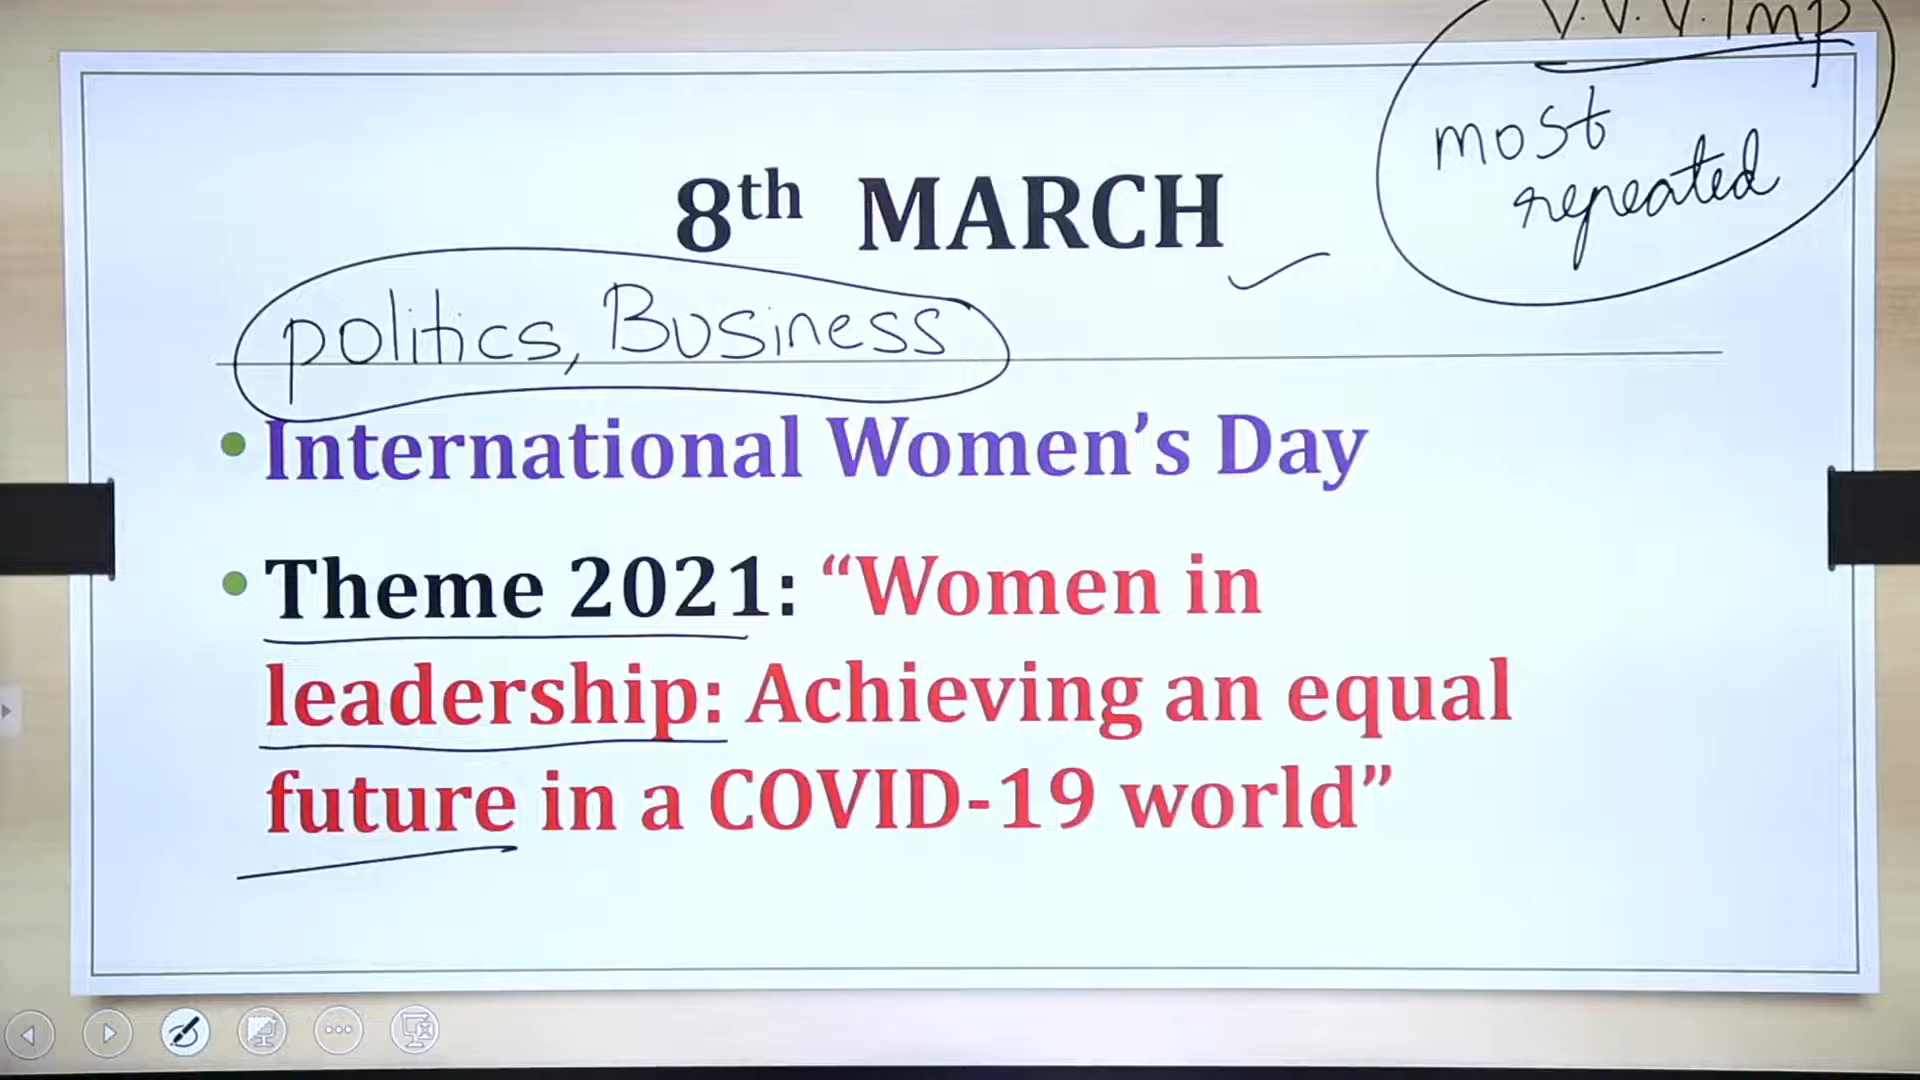 V. V. V. Imp
most
repeated
8th MARCH
politics, Business
• International Women's Day
• Theme 2021: “Women in
leadership: Achieving an equal
future in a COVID-19 world”